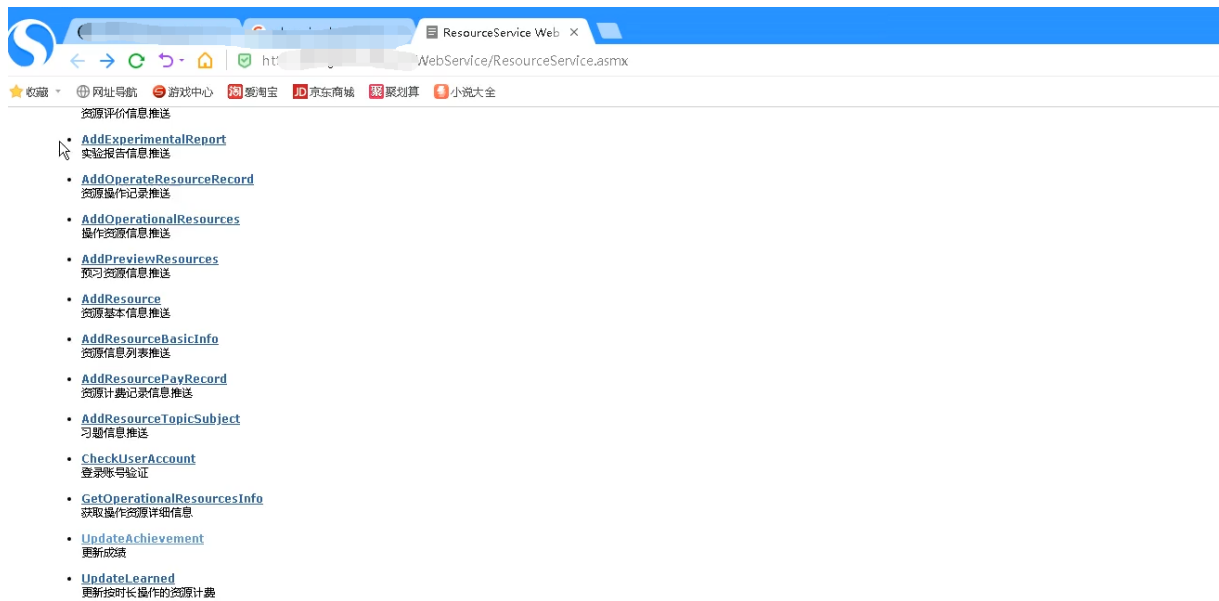 ResourceService Web ×
WebService/ResourceService.asmx
收藏 网址导航 游戏中心 淘 爱淘宝 JD 京东商城 聚 聚划算 小说大全
资源评价信息推送
AddExperimentalReport
实验报告信息推送
AddOperateResourceRecord
资源操作记录推送
AddOperationalResources
操作资源信息推送
AddPreviewResources
预习资源信息推送
AddResource
资源基本信息推送
AddResourceBasicInfo
资源信息列表推送
AddResourcePayRecord
资源计费记录信息推送
AddResourceTopicSubject
习题信息推送
CheckUserAccount
登录账号验证
GetOperationalResourcesInfo
获取操作资源详细信息
UpdateAchievement
更新成绩
UpdateLearned
更新按时长操作的资源计费